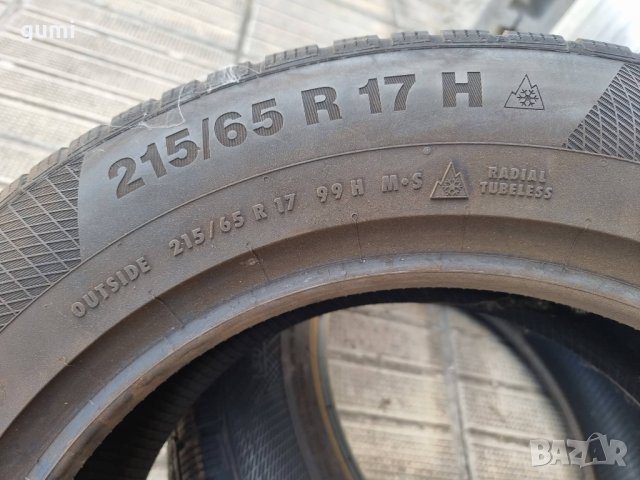 gumi
215/65 R 17 H
OUTSIDE 215/65 R 17 99 H M•S RADIAL
TUBELESS
BAZAR